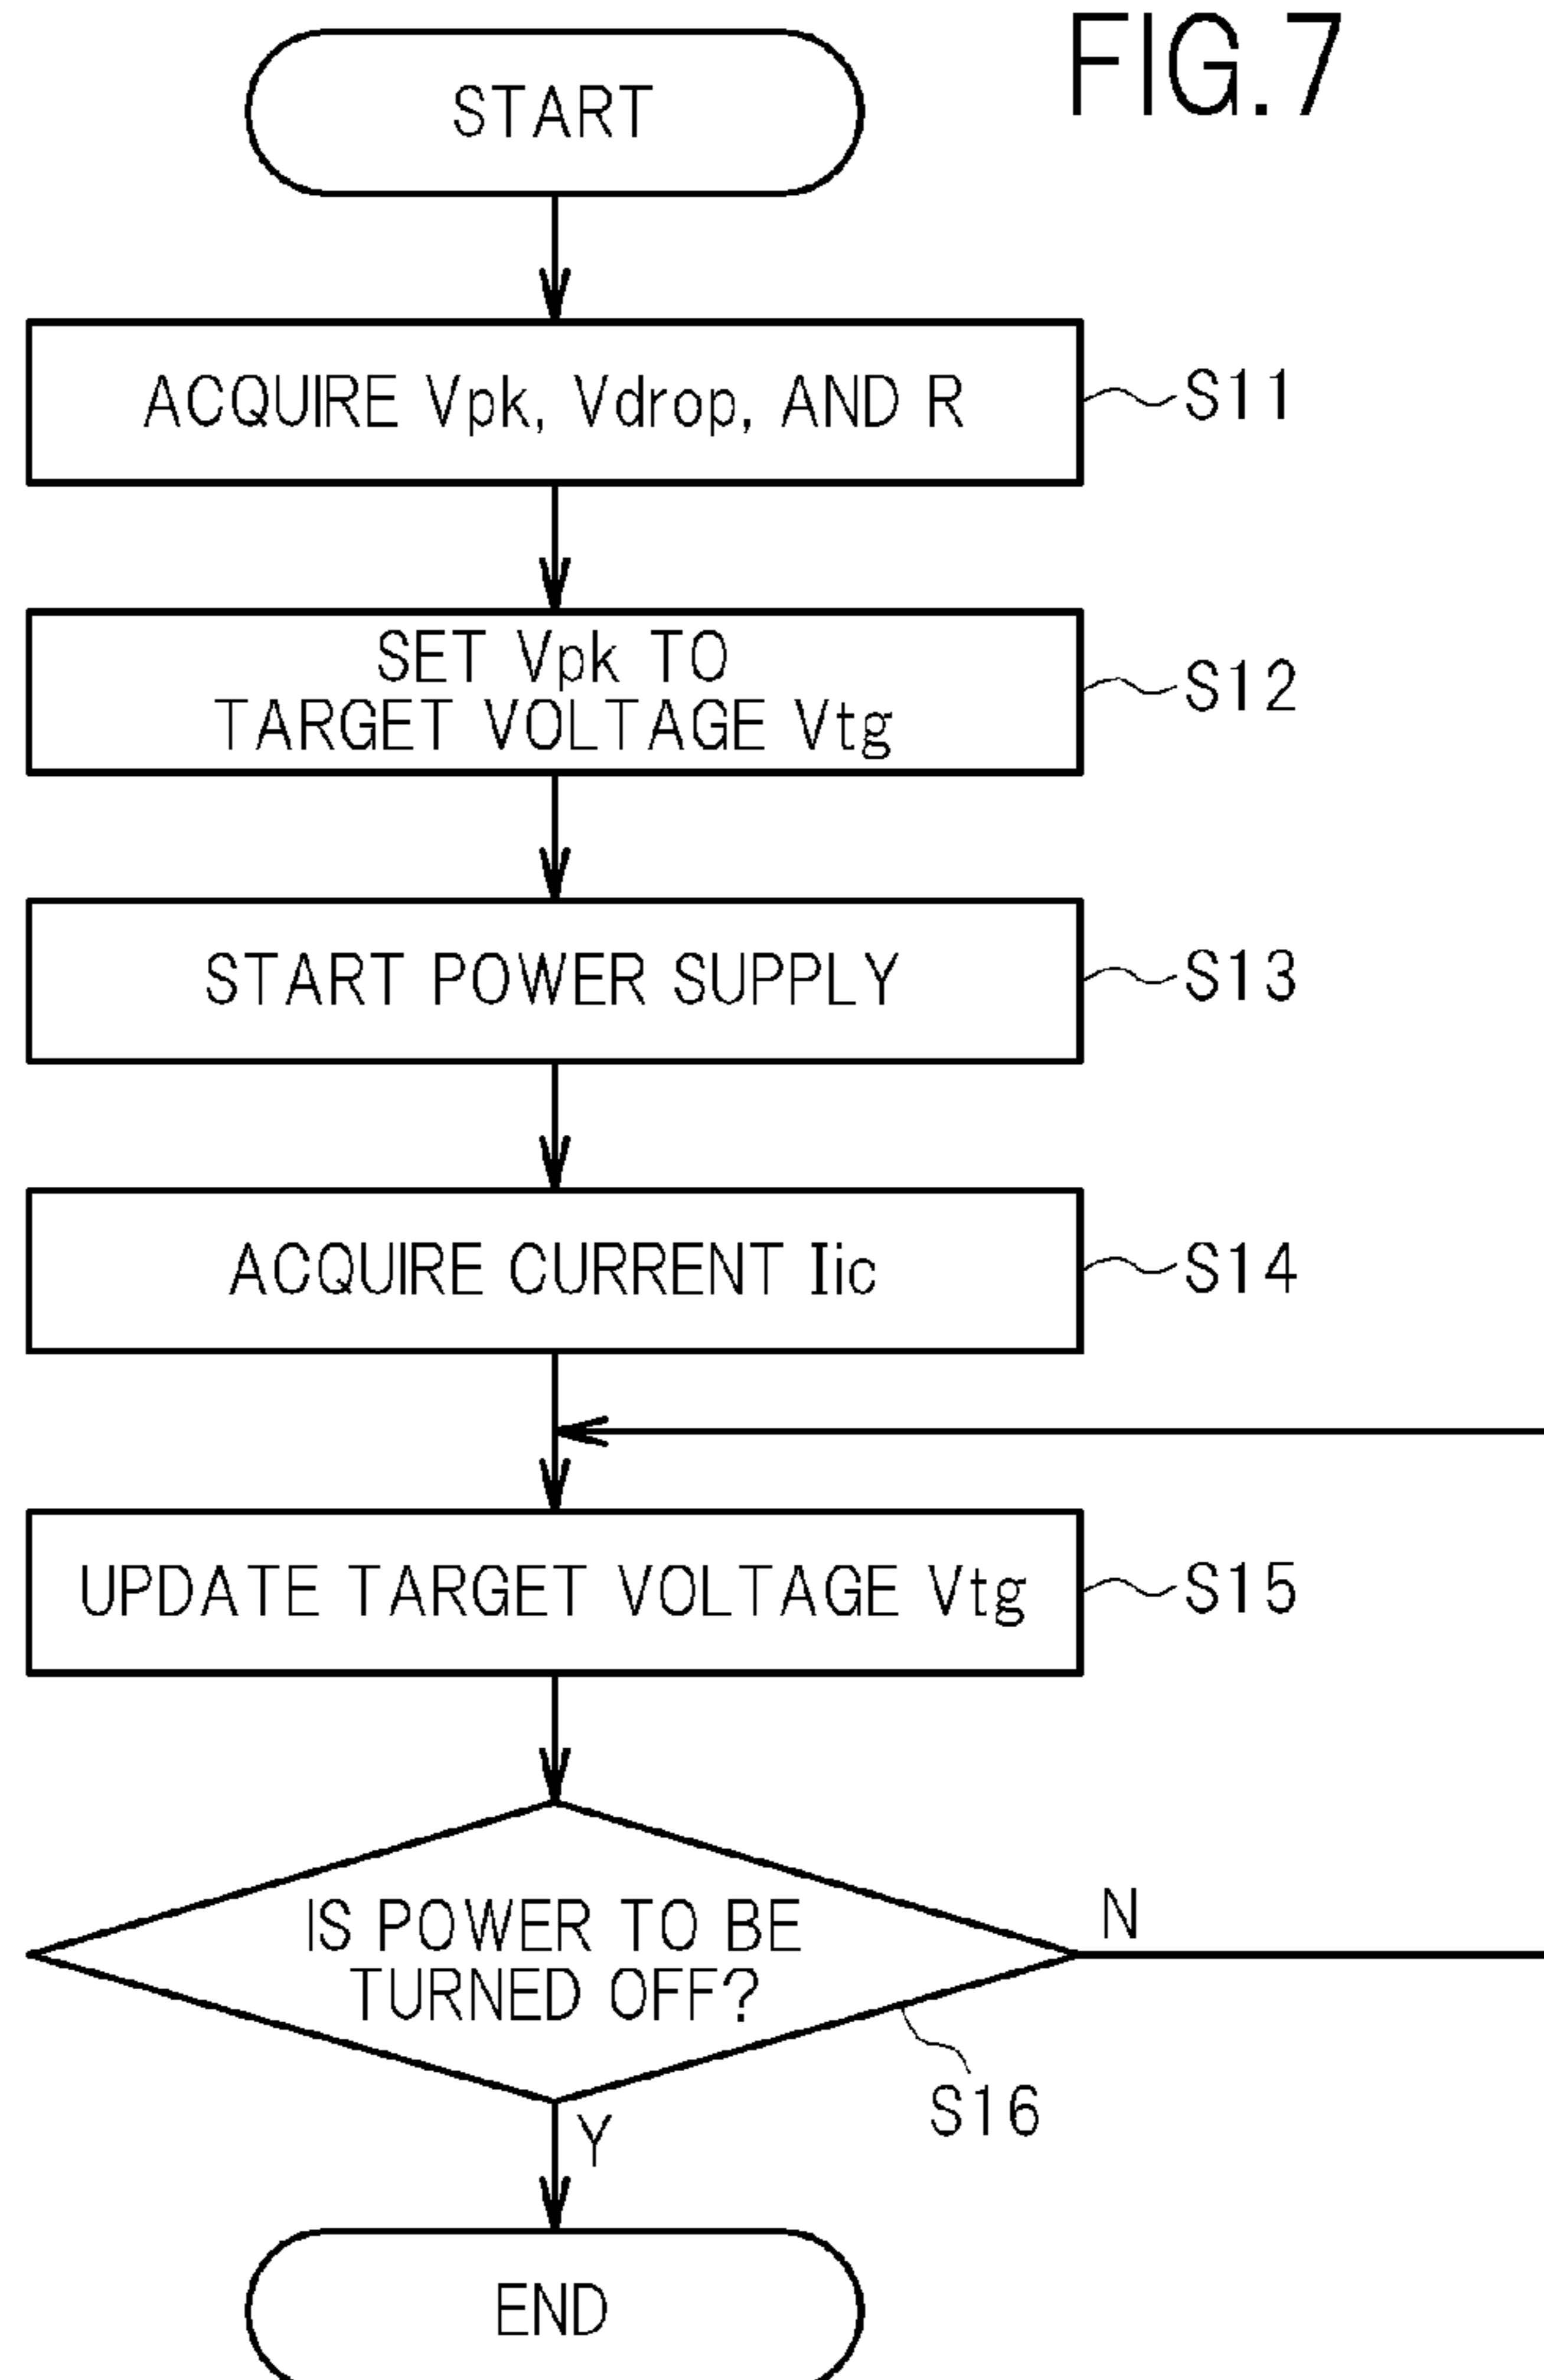 FIG.7
START
ACQUIRE Vpk, Vdrop, AND R
S11
SET Vpk TO
TARGET VOLTAGE Vtg
S12
START POWER SUPPLY
S13
ACQUIRE CURRENT Iic
S14
UPDATE TARGET VOLTAGE Vtg
S15
IS POWER TO BE
TURNED OFF?
N
S16
Y
END